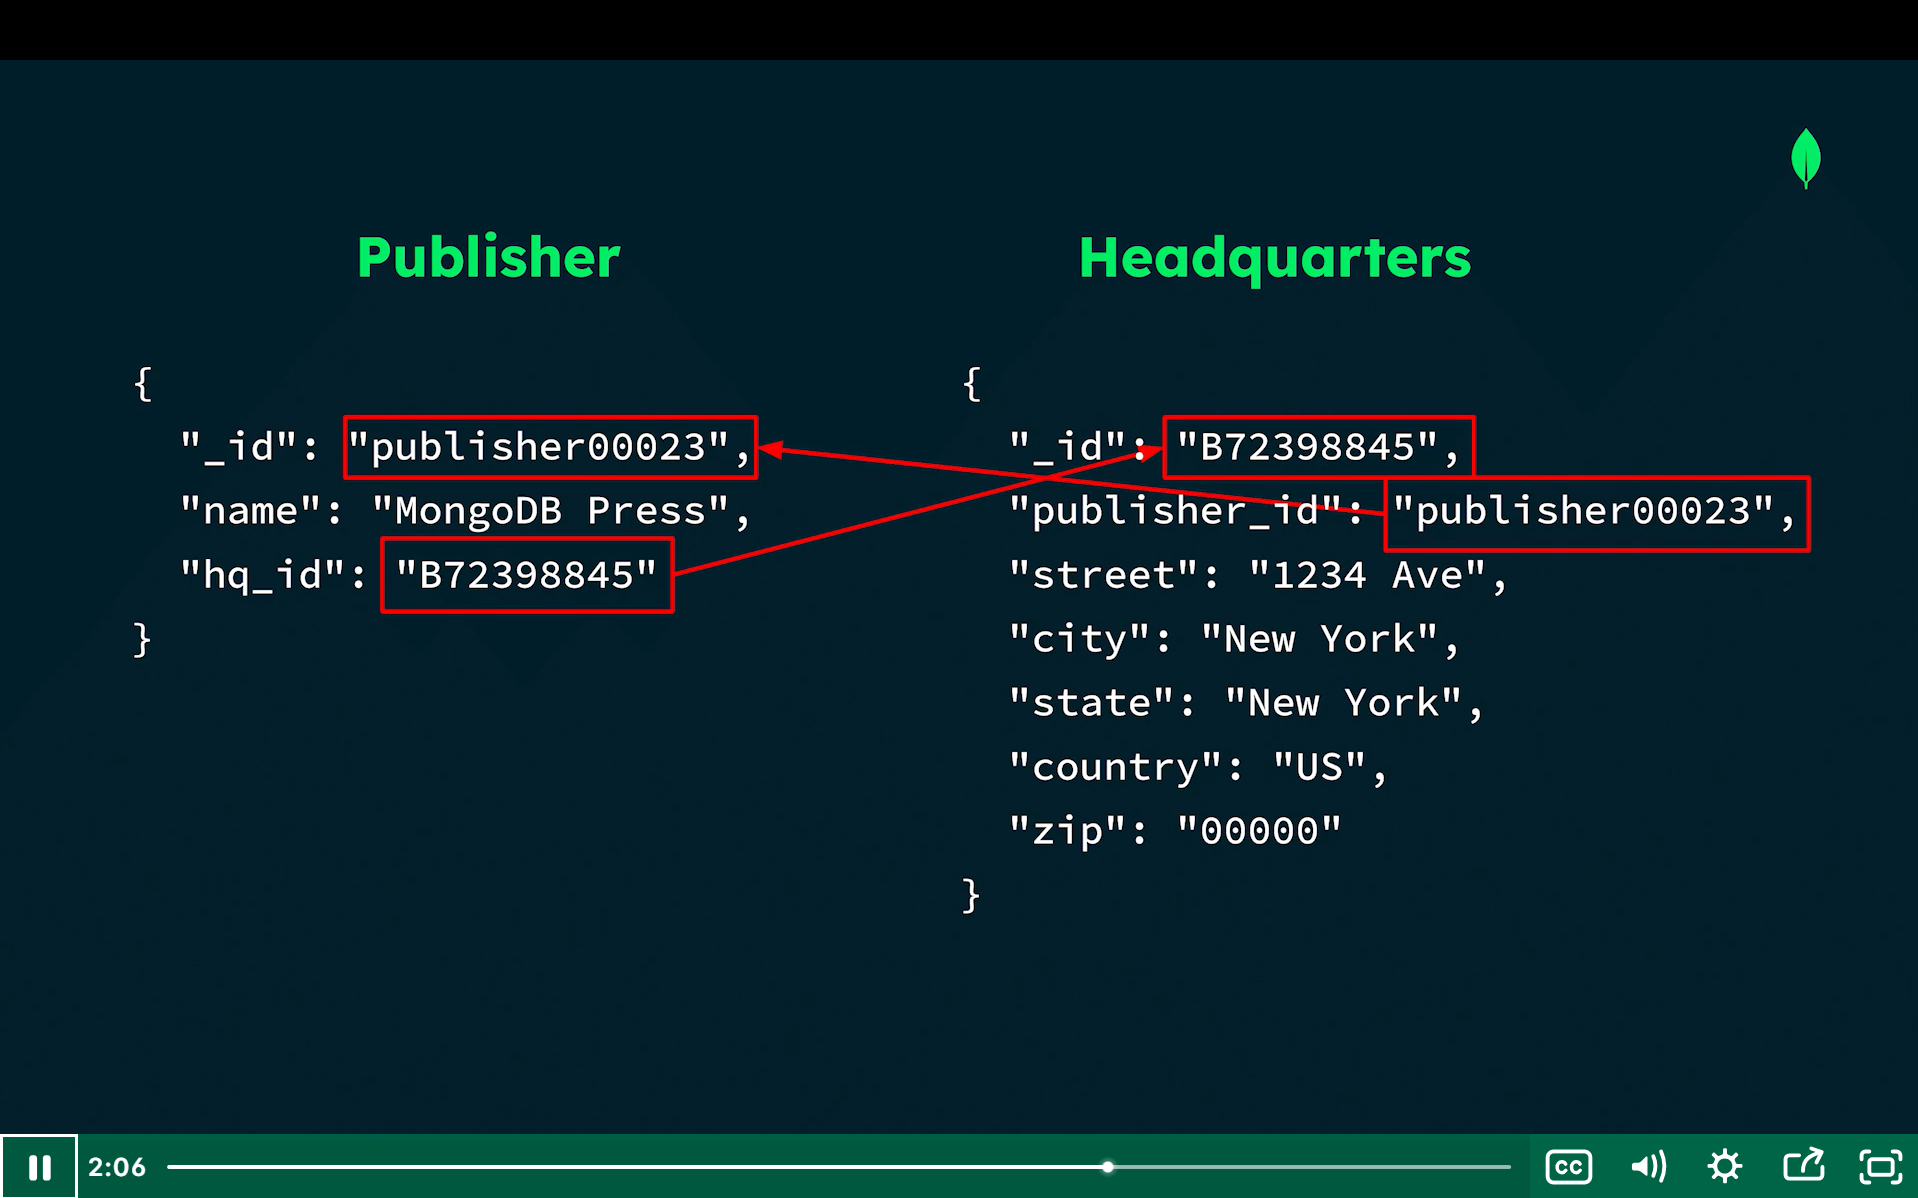 Publisher
{
"_id": "publisher00023",
"name": "MongoDB Press",
"hq_id": "B72398845"
}
Headquarters
{
"_id": "B72398845",
"publisher_id": "publisher00023",
"street": "1234 Ave",
"city": "New York",
"state": "New York",
"country": "US",
"zip": "00000"
}
2:06
CC